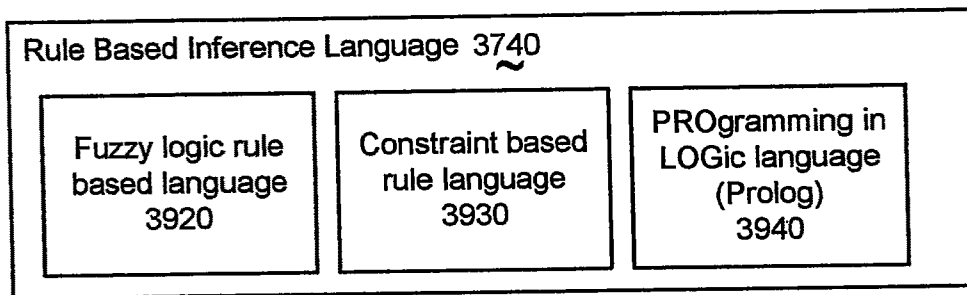 Rule Based Inference Language 3740
Fuzzy logic rule
based language
3920
Constraint based
rule language
3930
PROgramming in
LOGic language
(Prolog)
3940